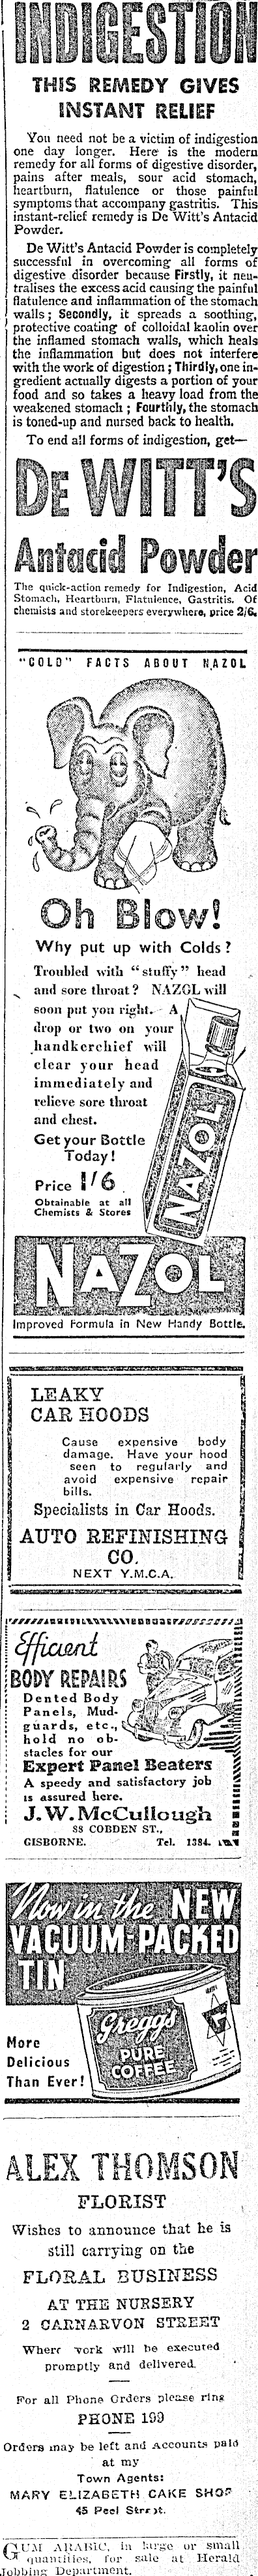 INDIGESTION
THIS REMEDY GIVES
INSTANT RELIEF
You need not be a victim of indigestion
one day longer. Here is the modern
remedy for all forms of digestive disorder,
pains after meals, sour acid stomach,
heartburn, flatulence or those painful
symptoms that accompany gastritis. This
instant-relief remedy is De Witt's Antacid
Powder.
De Witt's Antacid Powder is completely
successful in overcoming all forms of
digestive disorder because Firstly, it neu-
tralises the excess acid causing the painful
flatulence and inflammation of the stomach
walls; Secondly, it spreads a soothing,
protective coating of colloidal kaolin over
the inflamed stomach walls, which heals
the inflammation but does not interfere
with the work of digestion; Thirdly, one in-
gredient actually digests a portion of your
food and so takes a heavy load from the
weakened stomach; Fourthly, the stomach
is toned-up and nursed back to health.
To end all forms of indigestion, get—
DE WITT'S
Antacid Powder
The quick-action remedy for Indigestion, Acid
Stomach, Heartburn, Flatulence, Gastritis. Of
chemists and storekeepers everywhere, price 2/6.
"COLD" FACTS ABOUT NAZOL
Oh Blow!
Why put up with Colds?
Troubled with "stuffy" head
and sore throat? NAZOL will
soon put you right. A
drop or two on your
handkerchief will
clear your head
immediately and
relieve sore throat
and chest.
Get your Bottle
Today!
Price 1/6
Obtainable at all
Chemists & Stores
NAZOL
NAZOL
Improved Formula in New Handy Bottle.
LEAKY
CAR HOODS
Cause expensive body
damage. Have your hood
seen to regularly and
avoid expensive repair
bills.
Specialists in Car Hoods.
AUTO REFINISHING
CO.
NEXT Y.M.C.A.
Efficient
BODY REPAIRS
Dented Body
Panels, Mud-
guards, etc.,
hold no ob-
stacles for our
Expert Panel Beaters
A speedy and satisfactory job
is assured here.
J. W. McCullough
88 COBDEN ST.,
GISBORNE. Tel. 1384.
Now in the NEW
VACUUM-PACKED
TIN
Greggs
PURE
COFFEE
More
Delicious
Than Ever!
ALEX THOMSON
FLORIST
Wishes to announce that he is
still carrying on the
FLORAL BUSINESS
AT THE NURSERY
2 CARNARVON STREET
Where work will be executed
promptly and delivered.
For all Phone Orders please ring
PHONE 199
Orders may be left and Accounts paid
at my
Town Agents:
MARY ELIZABETH CAKE SHOP
45 Peel Street.
GUM ARABIC, in large or small
quantities, for sale at Herald
Jobbing Department.